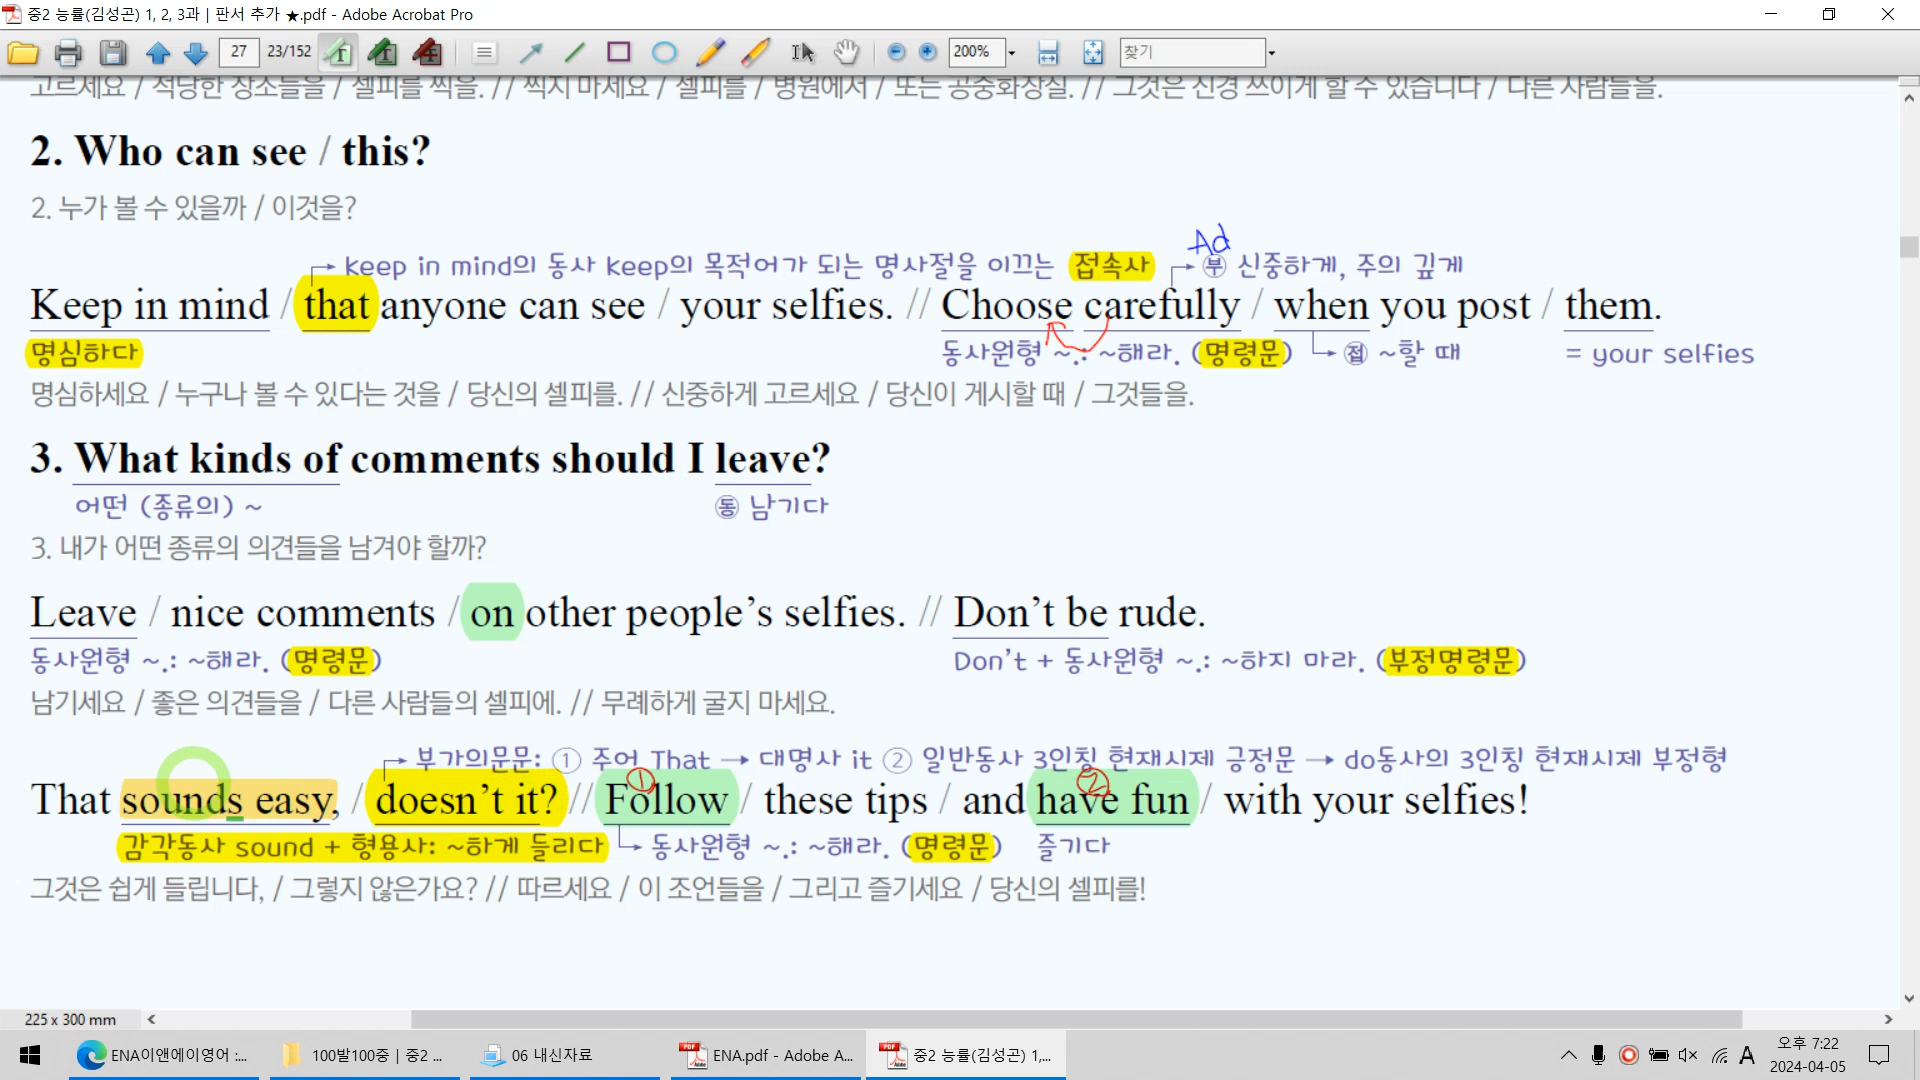 중2 능률(김성곤) 1, 2, 3과 | 판서 추가 ★.pdf - Adobe Acrobat Pro
27 23/152 200% 찾기
고르세요 / 적당한 장소들을 / 셀피를 찍을. // 찍지 마세요 / 셀피를 / 병원에서 / 또는 공중화장실. // 그것은 신경 쓰이게 할 수 있습니다 / 다른 사람들을.
2. Who can see / this?
2. 누가 볼 수 있을까 / 이것을?
Ad
Keep in mind의 동사 keep의 목적어가 되는 명사절을 이끄는 접속사 부 신중하게, 주의 깊게
Keep in mind / that anyone can see / your selfies. // Choose carefully / when you post / them.
명심하다 동사원형 ~.: ~해라. (명령문) 접 ~할 때 = your selfies
명심하세요 / 누구나 볼 수 있다는 것을 / 당신의 셀피를. // 신중하게 고르세요 / 당신이 게시할 때 / 그것들을.
3. What kinds of comments should I leave?
어떤 (종류의) ~ 동 남기다
3. 내가 어떤 종류의 의견들을 남겨야 할까?
Leave / nice comments / on other people's selfies. // Don't be rude.
동사원형 ~.: ~해라. (명령문) Don't + 동사원형 ~.: ~하지 마라. (부정명령문)
남기세요 / 좋은 의견들을 / 다른 사람들의 셀피에. // 무례하게 굴지 마세요.
부가의문문: ① 주어 That → 대명사 it ② 일반동사 3인칭 현재시제 긍정문 → do동사의 3인칭 현재시제 부정형
① ②
That sounds easy, / doesn't it? // Follow / these tips / and have fun / with your selfies!
감각동사 sound + 형용사: ~하게 들리다 동사원형 ~.: ~해라. (명령문) 즐기다
그것은 쉽게 들립니다, / 그렇지 않은가요? // 따르세요 / 이 조언들을 / 그리고 즐기세요 / 당신의 셀피를!
225 x 300 mm
ENA이앤에이영어 :... 100발100중 | 중2 ... 06 내신자료 ENA.pdf - Adobe A... 중2 능률(김성곤) 1,... A 오후 7:22
2024-04-05